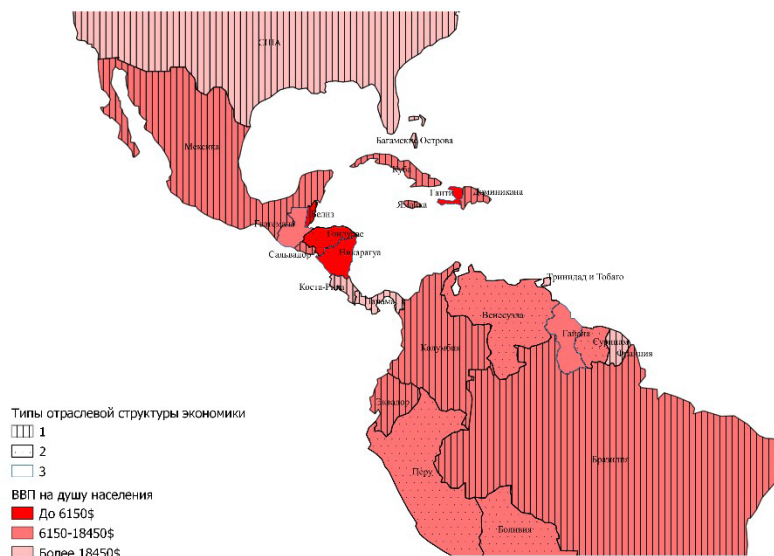 США
Багамские Острова
Мексика
Куба
Гаити
Доминикана
Ямайка
Белиз
Гватемала
Гондурас
Сальвадор
Никарагуа
Коста-Рика
Панама
Тринидад и Тобаго
Венесуэла
Гайана
Суринам
Франция
Колумбия
Эквадор
Бразилия
Перу
Боливия
Типы отраслевой структуры экономики
1
2
3
ВВП на душу населения
До 6150$
6150-18450$
Более 18450$